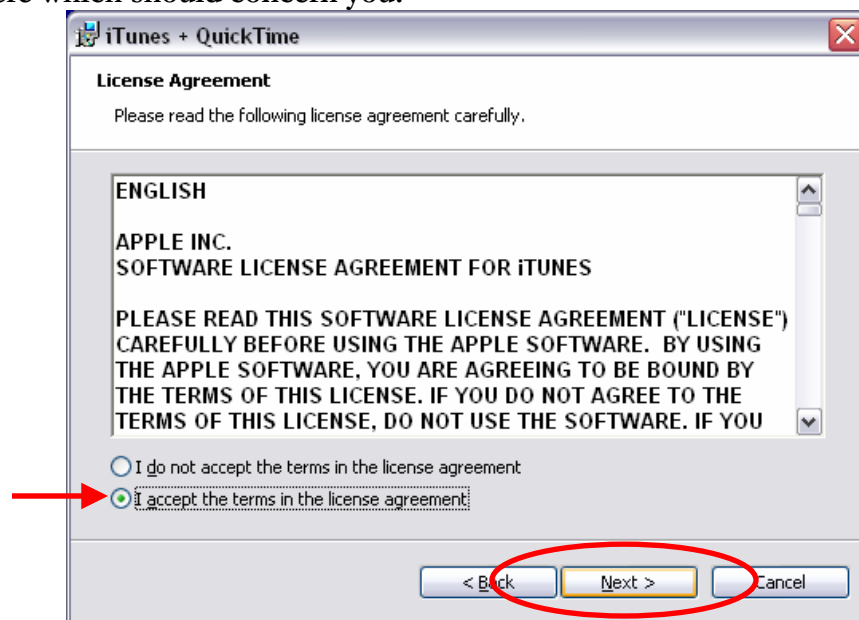 which should concern you.
iTunes + QuickTime
License Agreement
Please read the following license agreement carefully.
ENGLISH
APPLE INC.
SOFTWARE LICENSE AGREEMENT FOR iTUNES
PLEASE READ THIS SOFTWARE LICENSE AGREEMENT ("LICENSE")
CAREFULLY BEFORE USING THE APPLE SOFTWARE. BY USING
THE APPLE SOFTWARE, YOU ARE AGREEING TO BE BOUND BY
THE TERMS OF THIS LICENSE. IF YOU DO NOT AGREE TO THE
TERMS OF THIS LICENSE, DO NOT USE THE SOFTWARE. IF YOU
I do not accept the terms in the license agreement
I accept the terms in the license agreement
< Back Next > Cancel